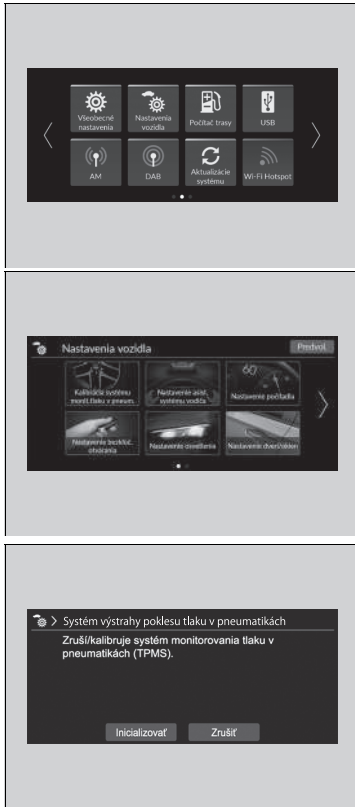 Všeobecné
nastavenia
Nastavenia
vozidla
Počítač trasy
USB
AM
DAB
Aktualizácie
systému
Wi-Fi Hotspot
Nastavenia vozidla
Predvol.
Kalibrácia systému
monit.tlaku v pneum.
Nastavenie asist.
systému vodiča
Nastavenie počítadla
Nastavenie bezkľúč.
otvárania
Nastavenie osvetlenia
Nastavenie dverí/okien
Systém výstrahy poklesu tlaku v pneumatikách
Zruší/kalibruje systém monitorovania tlaku v
pneumatikách (TPMS).
Inicializovať
Zrušiť